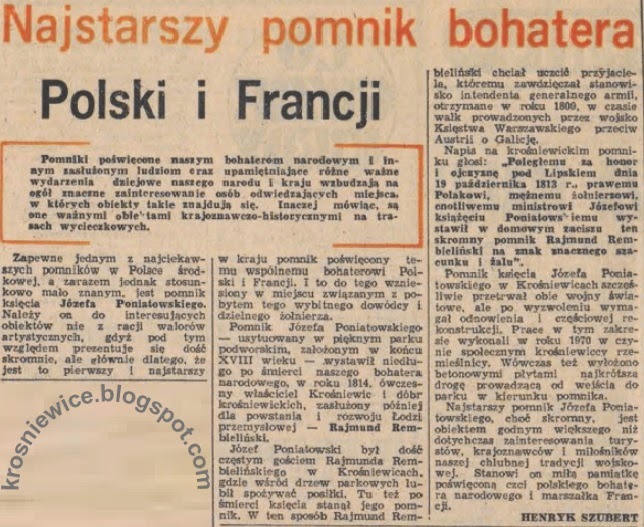 Najstarszy pomnik bohatera
Polski i Francji
Pomniki poświęcone naszym bohaterom narodowym i in-
nym zasłużonym ludziom oraz upamiętniające różne ważne
wydarzenia dziejowe naszego narodu i kraju wzbudzają na
ogół znaczne zainteresowanie osób odwiedzających miejsca,
w których obiekty takie znajdują się. Inaczej mówiąc, są
one ważnymi obiektami krajoznawczo-historycznymi na tra-
sach wycieczkowych.
Zapewne jednym z najciekaw-
szych pomników w Polsce środ-
kowej, a zarazem jednak stosun-
kowo mało znanym, jest pomnik
księcia Józefa Poniatowskiego.
Należy on do interesujących
obiektów nie z racji walorów
artystycznych, gdyż pod tym
względem prezentuje się dość
skromnie, ale głównie dlatego, że
jest to pierwszy i najstarszy
w kraju pomnik poświęcony te-
mu wspólnemu bohaterowi Pol-
ski i Francji. I to do tego wznie-
siony w miejscu związanym z po-
bytem tego wybitnego dowódcy i
dzielnego żołnierza.
Pomnik Józefa Poniatowskiego
— usytuowany w pięknym parku
podworskim, założonym w końcu
XVIII wieku — wystawił niedłu-
go po śmierci naszego bohatera
narodowego, w roku 1814, ówczes-
ny właściciel Krośniewic i dóbr
krośniewickich, zasłużony później
dla powstania i rozwoju Łodzi
przemysłowej — Rajmund Rem-
bieliński.
Józef Poniatowski był dość
częstym gościem Rajmunda Rem-
bielińskiego w Krośniewicach,
gdzie wśród drzew parkowych lu-
bił spożywać posiłki. Tu też po
śmierci księcia stanął jego pom-
nik. W ten sposób Rajmund Rem-
bieliński chciał uczcić przyjacie-
la, któremu zawdzięczał stanowi-
sko intendenta generalnego armii,
otrzymane w roku 1809, w czasie
walk prowadzonych przez wojsko
Księstwa Warszawskiego przeciw
Austrii o Galicję.
Napis na krośniewickim pomni-
ku głosi: „Poległemu za honor
i ojczyznę pod Lipskiem dnia
19 października 1813 r., prawemu
Polakowi, mężnemu żołnierzowi,
cnotliwemu ministrowi Józefowi
książęciu Poniatowskiemu wy-
stawił w domowym zaciszu ten
skromny pomnik Rajmund Rem-
bieliński na znak znacznego sza-
cunku i żalu".
Pomnik księcia Józefa Ponia-
towskiego w Krośniewicach szczęś-
liwie przetrwał obie wojny świa-
towe, ale po wyzwoleniu wyma-
gał odnowienia i częściowej re-
konstrukcji. Prace w tym zakre-
sie wykonali w roku 1970 w czy-
nie społecznym krośniewiccy rze-
mieślnicy. Wówczas też wyłożono
betonowymi płytami najkrótszą
drogę prowadzącą od wejścia do
parku w kierunku pomnika.
Najstarszy pomnik Józefa Ponia-
towskiego, choć skromny, jest
obiektem godnym większego niż
dotychczas zainteresowania tury-
stów, krajoznawców i miłośników
naszej chlubnej tradycji wojsko-
wej. Stanowi on miłą pamiątkę
poświęconą czci polskiego bohate-
ra narodowego i marszałka Fran-
cji.
HENRYK SZUBERT
krosniewice.blogspot.com